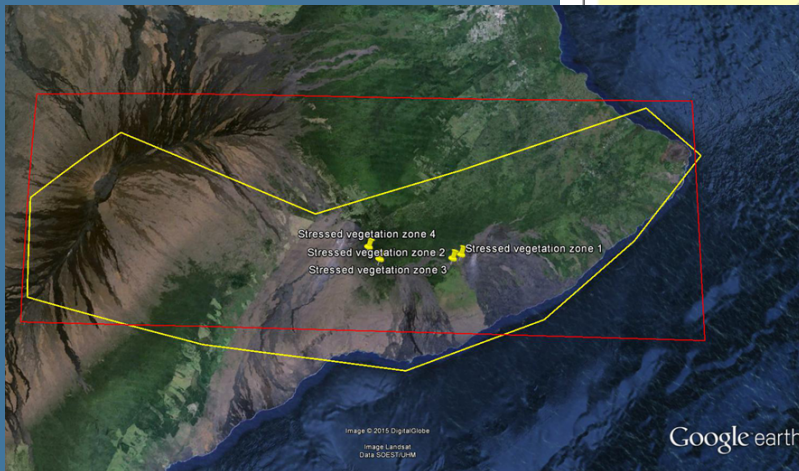 Stressed vegetation zone 4
Stressed vegetation zone 2
Stressed vegetation zone 1
Stressed vegetation zone 3
Image © 2015 DigitalGlobe
Image Landsat
Data SOEST/UHM
Google earth